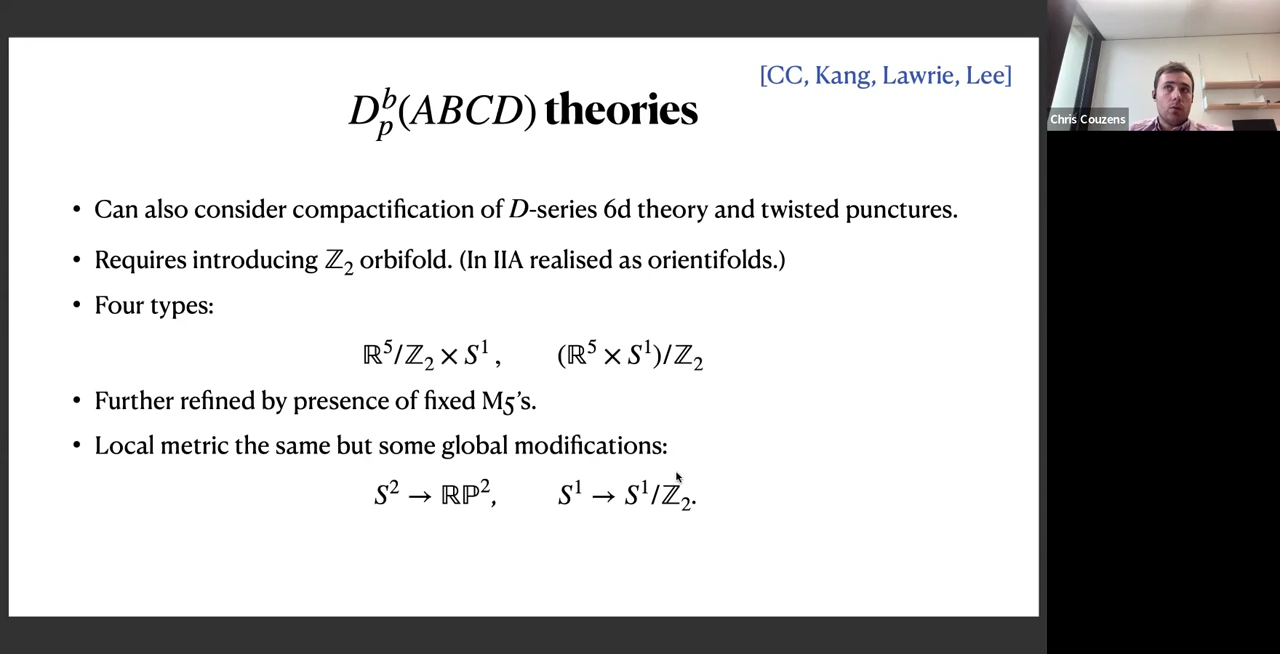 [CC, Kang, Lawrie, Lee]
D_p^b(ABCD) theories
• Can also consider compactification of D-series 6d theory and twisted punctures.
• Requires introducing ℤ₂ orbifold. (In IIA realised as orientifolds.)
• Four types:
ℝ⁵/ℤ₂ × S¹,    (ℝ⁵ × S¹)/ℤ₂
• Further refined by presence of fixed M5's.
• Local metric the same but some global modifications:
S² → ℝℙ²,    S¹ → S¹/ℤ₂.
Chris Couzens